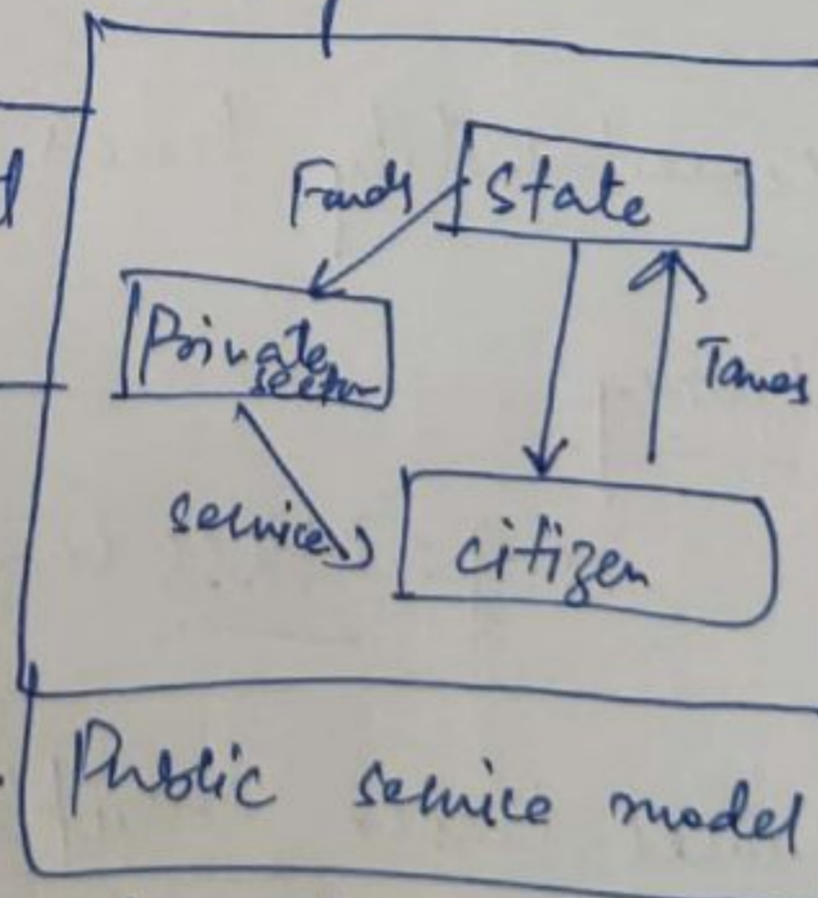 Funds
State
Private
sector
Taxes
service
citizen
Public service model